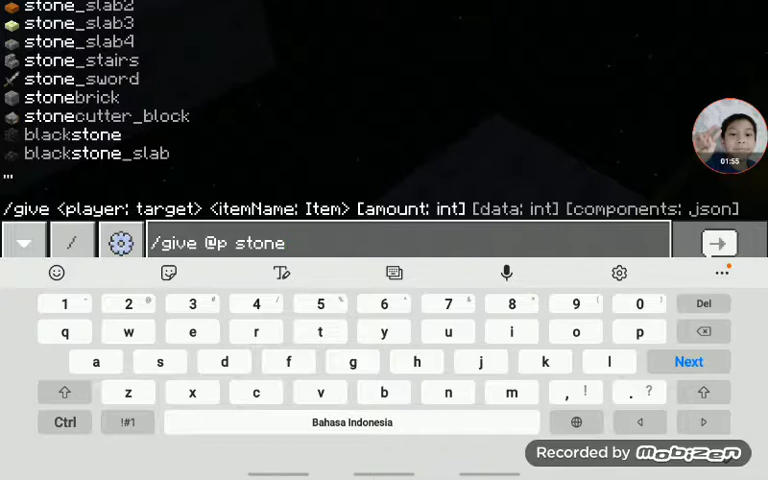 stone_slab2
stone_slab3
stone_slab4
stone_stairs
stone_sword
stonebrick
stonecutter_block
blackstone
blackstone_slab
...
01:55
/give <player: target> <itemName: Item> [amount: int] [data: int] [components: json]
/ /give @p stone
1 2 @ 3 # 4 / 5 % 6 ^ 7 8 * 9 ( 0 ) Del
q w e r t y u i o p
a s d f g h j k l Next
z x c v b n m , ! . ?
Ctrl !#1 Bahasa Indonesia
Recorded by mobizen